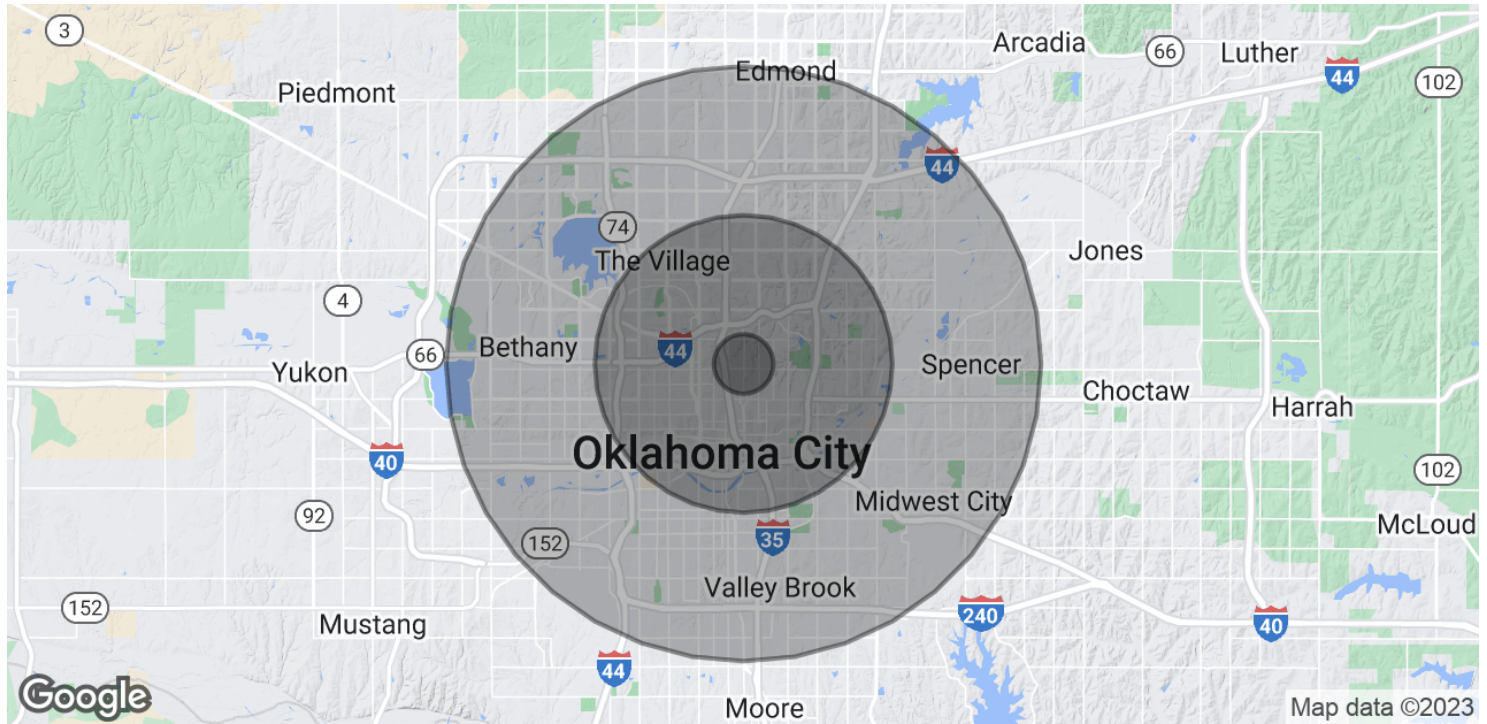 3
Arcadia
66
Luther
44
102
Edmond
Piedmont
44
74
The Village
Jones
4
Bethany
44
66
Yukon
Spencer
Choctaw
Harrah
Oklahoma City
40
102
Midwest City
92
McLoud
152
35
Valley Brook
152
240
40
Mustang
44
Google
Moore
Map data ©2023